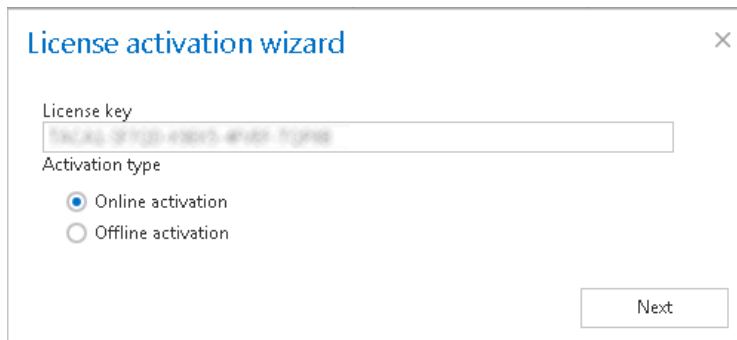 License activation wizard
License key
Activation type
Online activation
Offline activation
Next